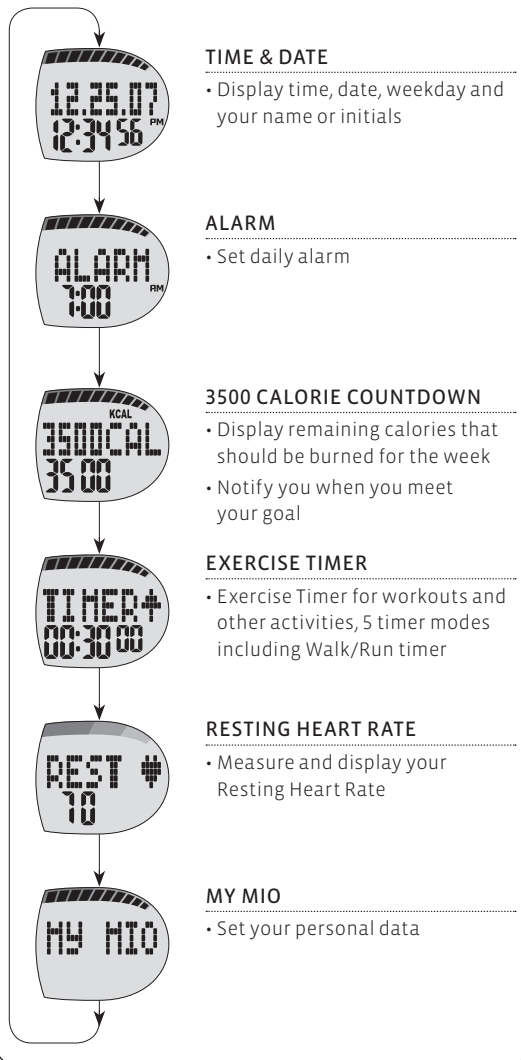 12.25.07
12:34 56 PM
TIME & DATE
• Display time, date, weekday and
your name or initials
ALARM
7:00 AM
ALARM
• Set daily alarm
KCAL
3500CAL
3500
3500 CALORIE COUNTDOWN
• Display remaining calories that
should be burned for the week
• Notify you when you meet
your goal
TIMER
00:30 00
EXERCISE TIMER
• Exercise Timer for workouts and
other activities, 5 timer modes
including Walk/Run timer
REST
70
RESTING HEART RATE
• Measure and display your
Resting Heart Rate
MY MIO
MY MIO
• Set your personal data